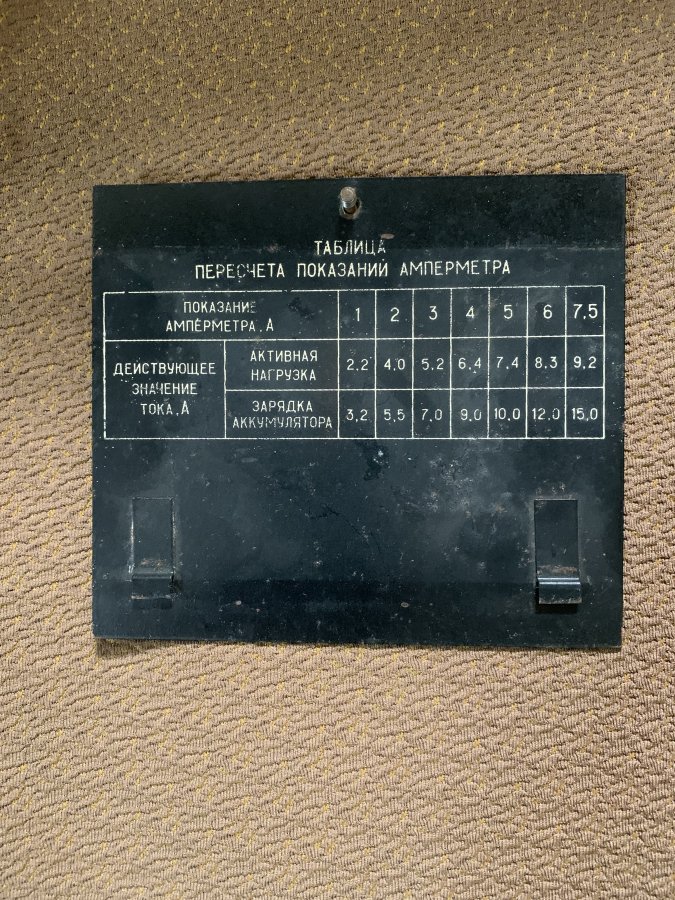 ТАБЛИЦА
ПЕРЕСЧЕТА ПОКАЗАНИЙ АМПЕРМЕТРА
ПОКАЗАНИЕ
АМПЕРМЕТРА, А
1 2 3 4 5 6 7,5
ДЕЙСТВУЮЩЕЕ
ЗНАЧЕНИЕ
ТОКА, А
АКТИВНАЯ
НАГРУЗКА
2,2 4,0 5,2 6,4 7,4 8,3 9,2
ЗАРЯДКА
АККУМУЛЯТОРА
3,2 5,5 7,0 9,0 10,0 12,0 15,0